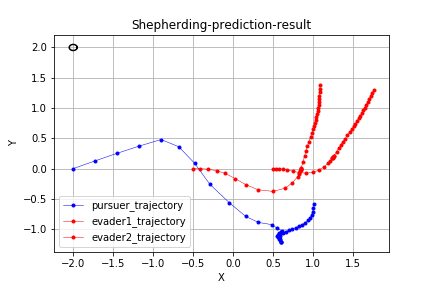 Shepherding-prediction-result
2.0
1.5
1.0
0.5
0.0
−0.5
−1.0
Y
pursuer_trajectory
evader1_trajectory
evader2_trajectory
−2.0 −1.5 −1.0 −0.5 0.0 0.5 1.0 1.5
X